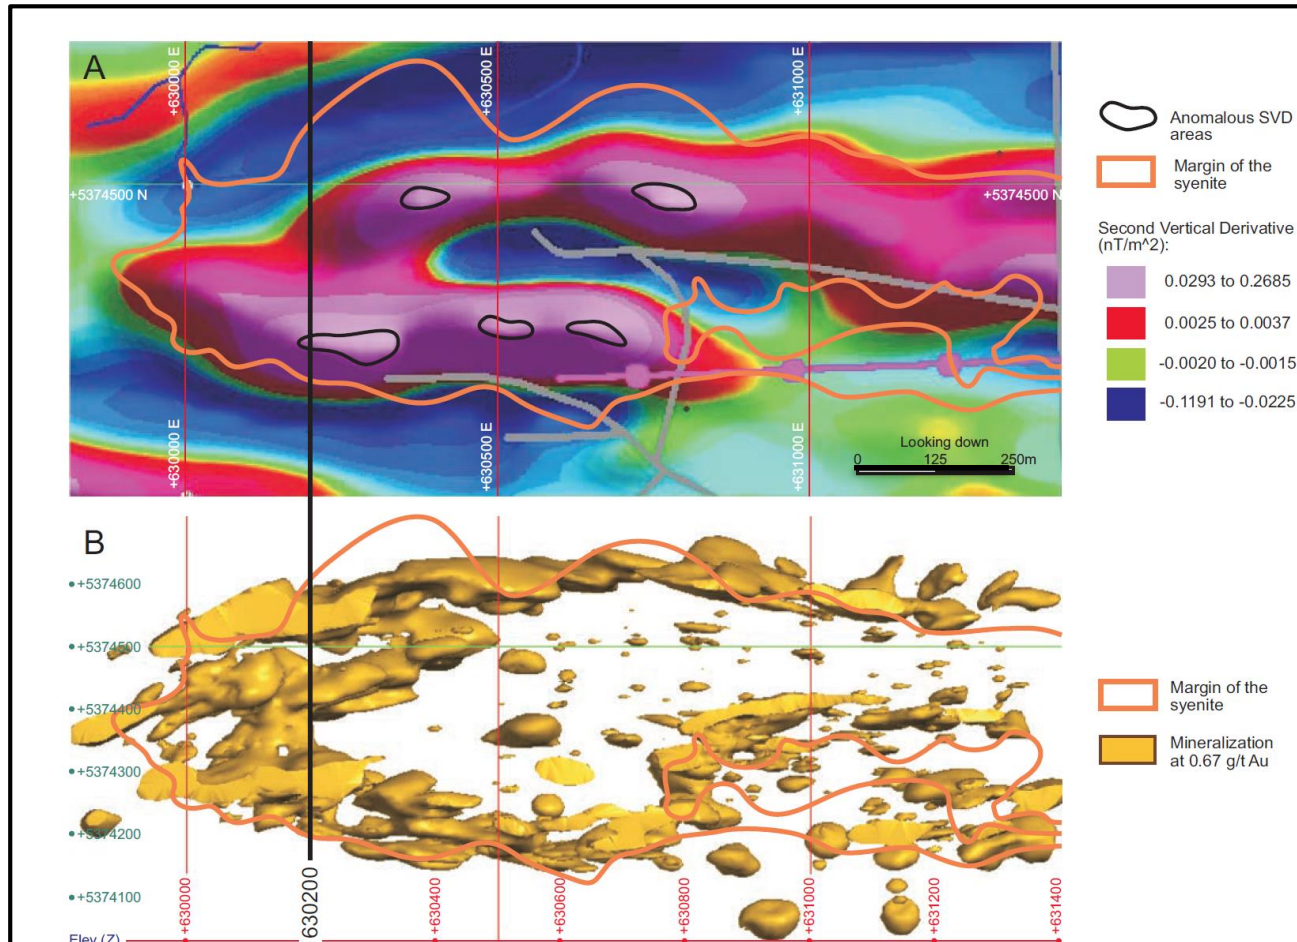 A
+630000 E
+630500 E
+631000 E
+5374500 N
+5374500 N
+630000 E
+630500 E
+631000 E
Looking down
0 125 250m
Anomalous SVD
areas
Margin of the
syenite
Second Vertical Derivative
(nT/m^2):
0.0293 to 0.2685
0.0025 to 0.0037
-0.0020 to -0.0015
-0.1191 to -0.0225
B
+5374600
+5374500
+5374400
+5374300
+5374200
+5374100
Elev (Z)
+630000
630200
+630400
+630600
+630800
+631000
+631200
+631400
Margin of the
syenite
Mineralization
at 0.67 g/t Au